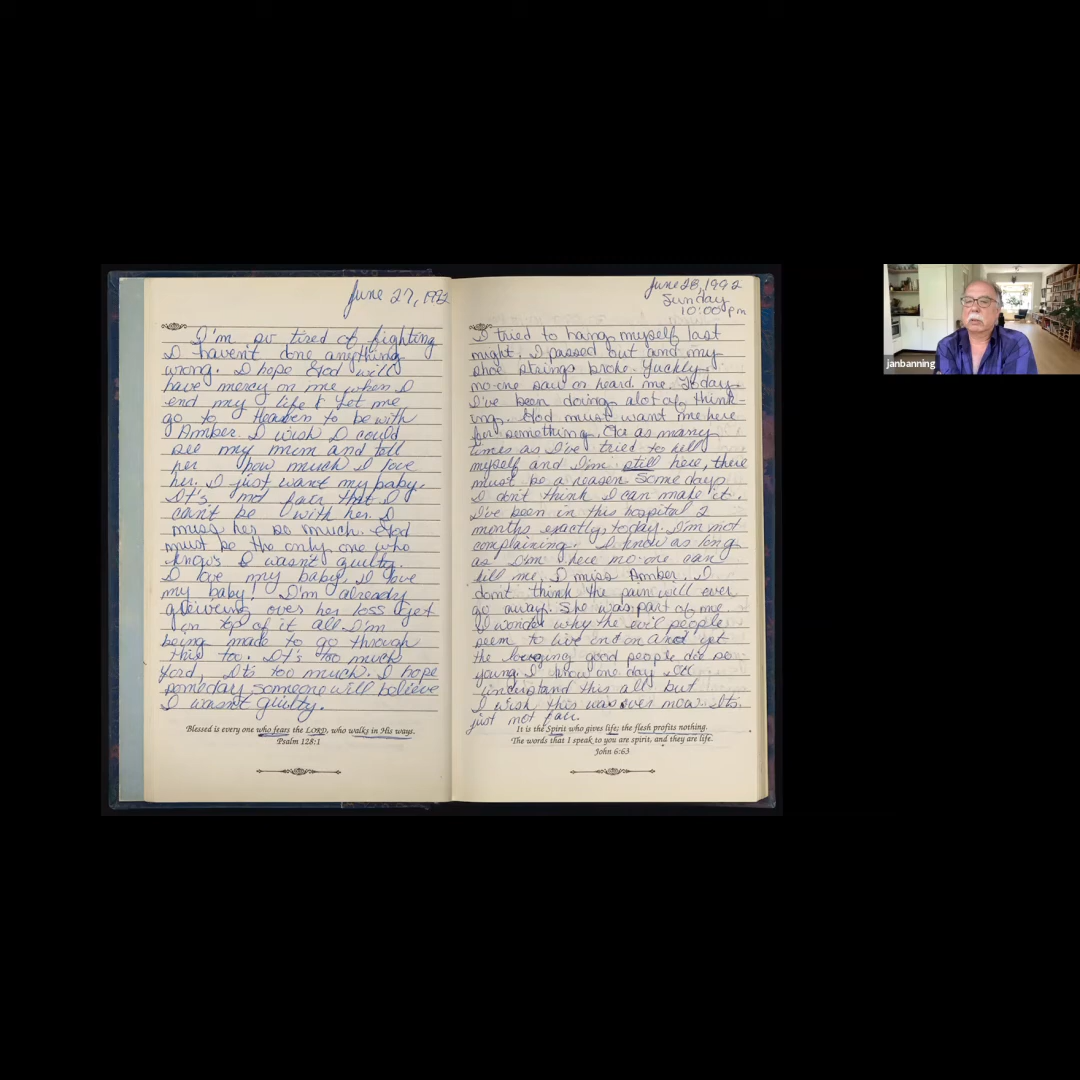 June 27, 1992
I'm so tired of fighting
I haven't done anything
wrong. I hope God will
have mercy on me when I
end my life & let me
go to Heaven to be with
Amber. I wish I could
see my mom and tell
her how much I love
her. I just want my baby.
It's not fair that I
can't be with her. I
miss her so much. God
must be the only one who
know's I wasn't guilty.
I love my baby, I love
my baby! I'm already
greiveing over her loss & yet
on top of it all I'm
being made to go through
this too. It's too much
Lord, it's too much. I hope
someday someone will believe
I wasn't guilty.
Blessed is every one who fears the LORD, who walks in His ways.
Psalm 128:1
June 28, 1992
Sunday
10:00 pm
I tried to hang myself last
night. I passed out and my
shoe strings broke. Luckly
no-one saw or heard me. Today
I've been doing alot of think-
ing. God must want me here
for something. For as many
times as I've tried to kill
myself and I'm still here, there
must be a reason. Some days
I don't think I can make it.
I've been in this hospital 2
months exactly today. I'm not
complaining. I know as long
as I'm here no-one can
kill me. I miss Amber. I
dont think the pain will ever
go away. She was part of me.
I wonder why the evil people
seem to live on on and yet
the good people die so
young. I know one day I'll
understand this all but
I wish this was over now. Its
just not fair.
It is the Spirit who gives life; the flesh profits nothing.
The words that I speak to you are spirit, and they are life.
John 6:63
janbanning